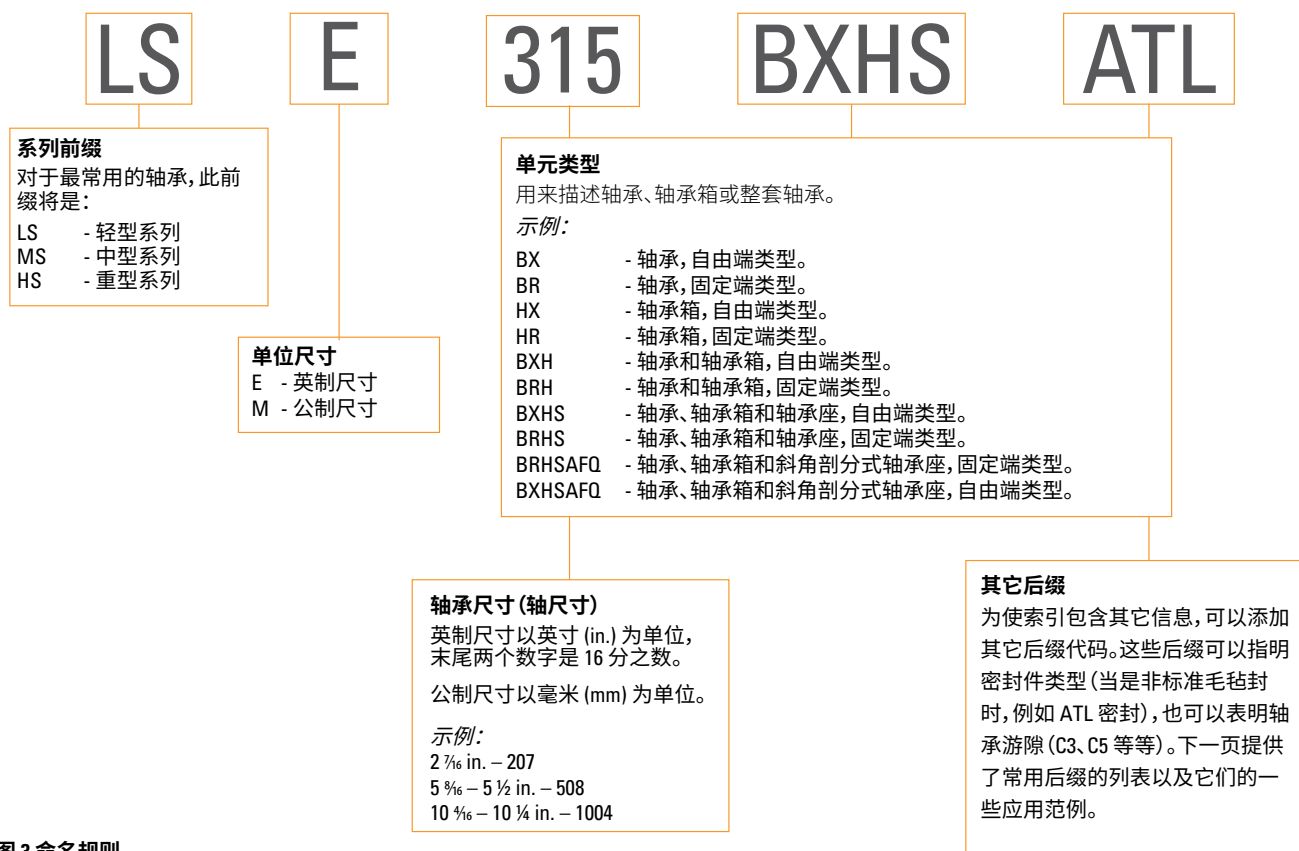 LS E 315 BXHS ATL
系列前缀
对于最常用的轴承，此前
缀将是：
LS - 轻型系列
MS - 中型系列
HS - 重型系列
单位尺寸
E - 英制尺寸
M - 公制尺寸
单元类型
用来描述轴承、轴承箱或整套轴承。
示例：
BX - 轴承，自由端类型。
BR - 轴承，固定端类型。
HX - 轴承箱，自由端类型。
HR - 轴承箱，固定端类型。
BXH - 轴承和轴承箱，自由端类型。
BRH - 轴承和轴承箱，固定端类型。
BXHS - 轴承、轴承箱和轴承座，自由端类型。
BRHS - 轴承、轴承箱和轴承座，固定端类型。
BRHSAFQ - 轴承、轴承箱和斜角剖分式轴承座，固定端类型。
BXHSAFQ - 轴承、轴承箱和斜角剖分式轴承座，自由端类型。
轴承尺寸（轴尺寸）
英制尺寸以英寸 (in.) 为单位，
末尾两个数字是 16 分之数。
公制尺寸以毫米 (mm) 为单位。
示例：
2 7⁄16 in. – 207
5 8⁄16 – 5 ½ in. – 508
10 4⁄16 – 10 ¼ in. – 1004
其它后缀
为使索引包含其它信息，可以添加
其它后缀代码。这些后缀可以指明
密封件类型（当是非标准毛毡封
时，例如 ATL 密封），也可以表明轴
承游隙（C3、C5 等等）。下一页提供
了常用后缀的列表以及它们的一
些应用范例。